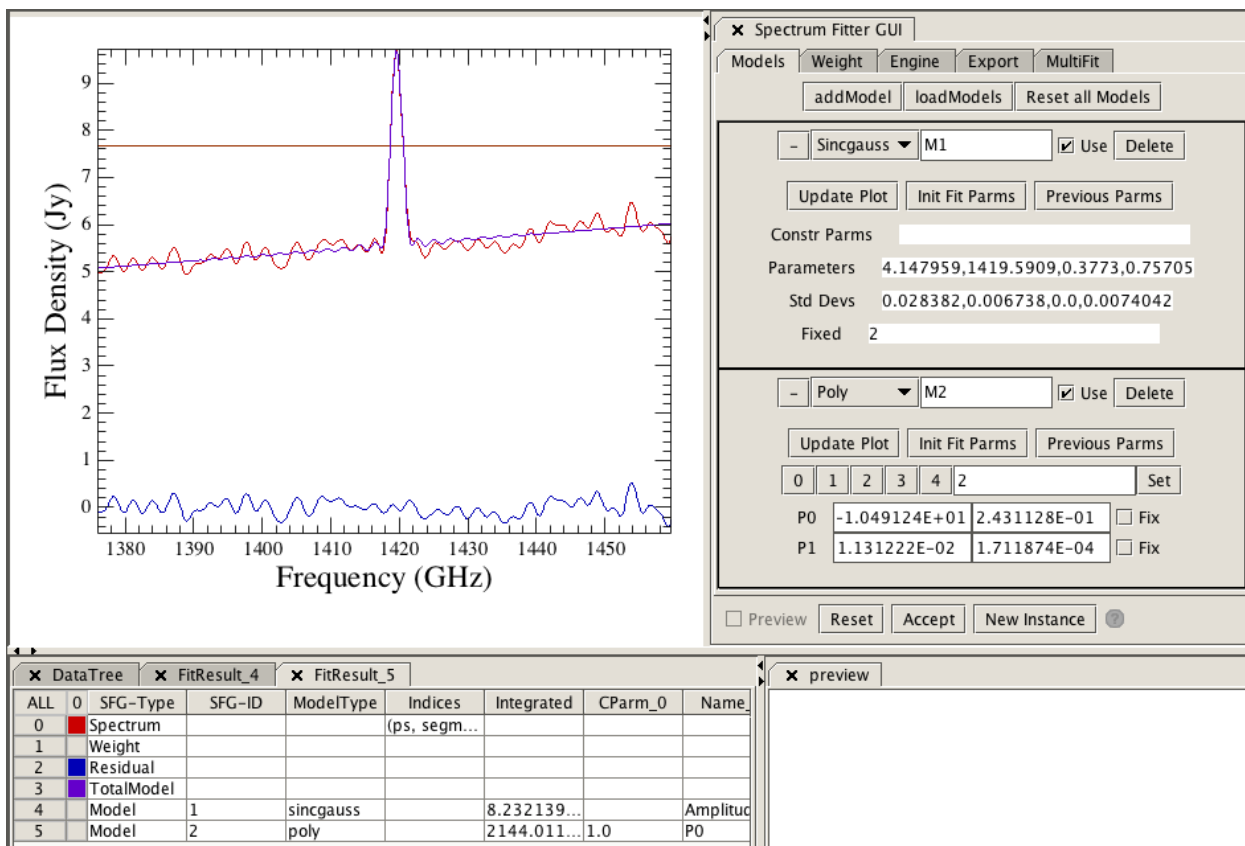 9
8
7
6
5
4
3
2
1
0
Flux Density (Jy)
1380 1390 1400 1410 1420 1430 1440 1450
Frequency (GHz)
Spectrum Fitter GUI
Models Weight Engine Export MultiFit
addModel loadModels Reset all Models
– Sincgauss M1 Use Delete
Update Plot Init Fit Parms Previous Parms
Constr Parms
Parameters 4.147959,1419.5909,0.3773,0.75705
Std Devs 0.028382,0.006738,0.0,0.0074042
Fixed 2
– Poly M2 Use Delete
Update Plot Init Fit Parms Previous Parms
0 1 2 3 4 2 Set
P0 -1.049124E+01 2.431128E-01 Fix
P1 1.131222E-02 1.711874E-04 Fix
Preview Reset Accept New Instance ?
DataTree FitResult_4 FitResult_5
ALL 0 SFG-Type SFG-ID ModelType Indices Integrated CParm_0 Name_
0 Spectrum (ps, segm...
1 Weight
2 Residual
3 TotalModel
4 Model 1 sincgauss 8.232139... Amplitud
5 Model 2 poly 2144.011... 1.0 P0
preview